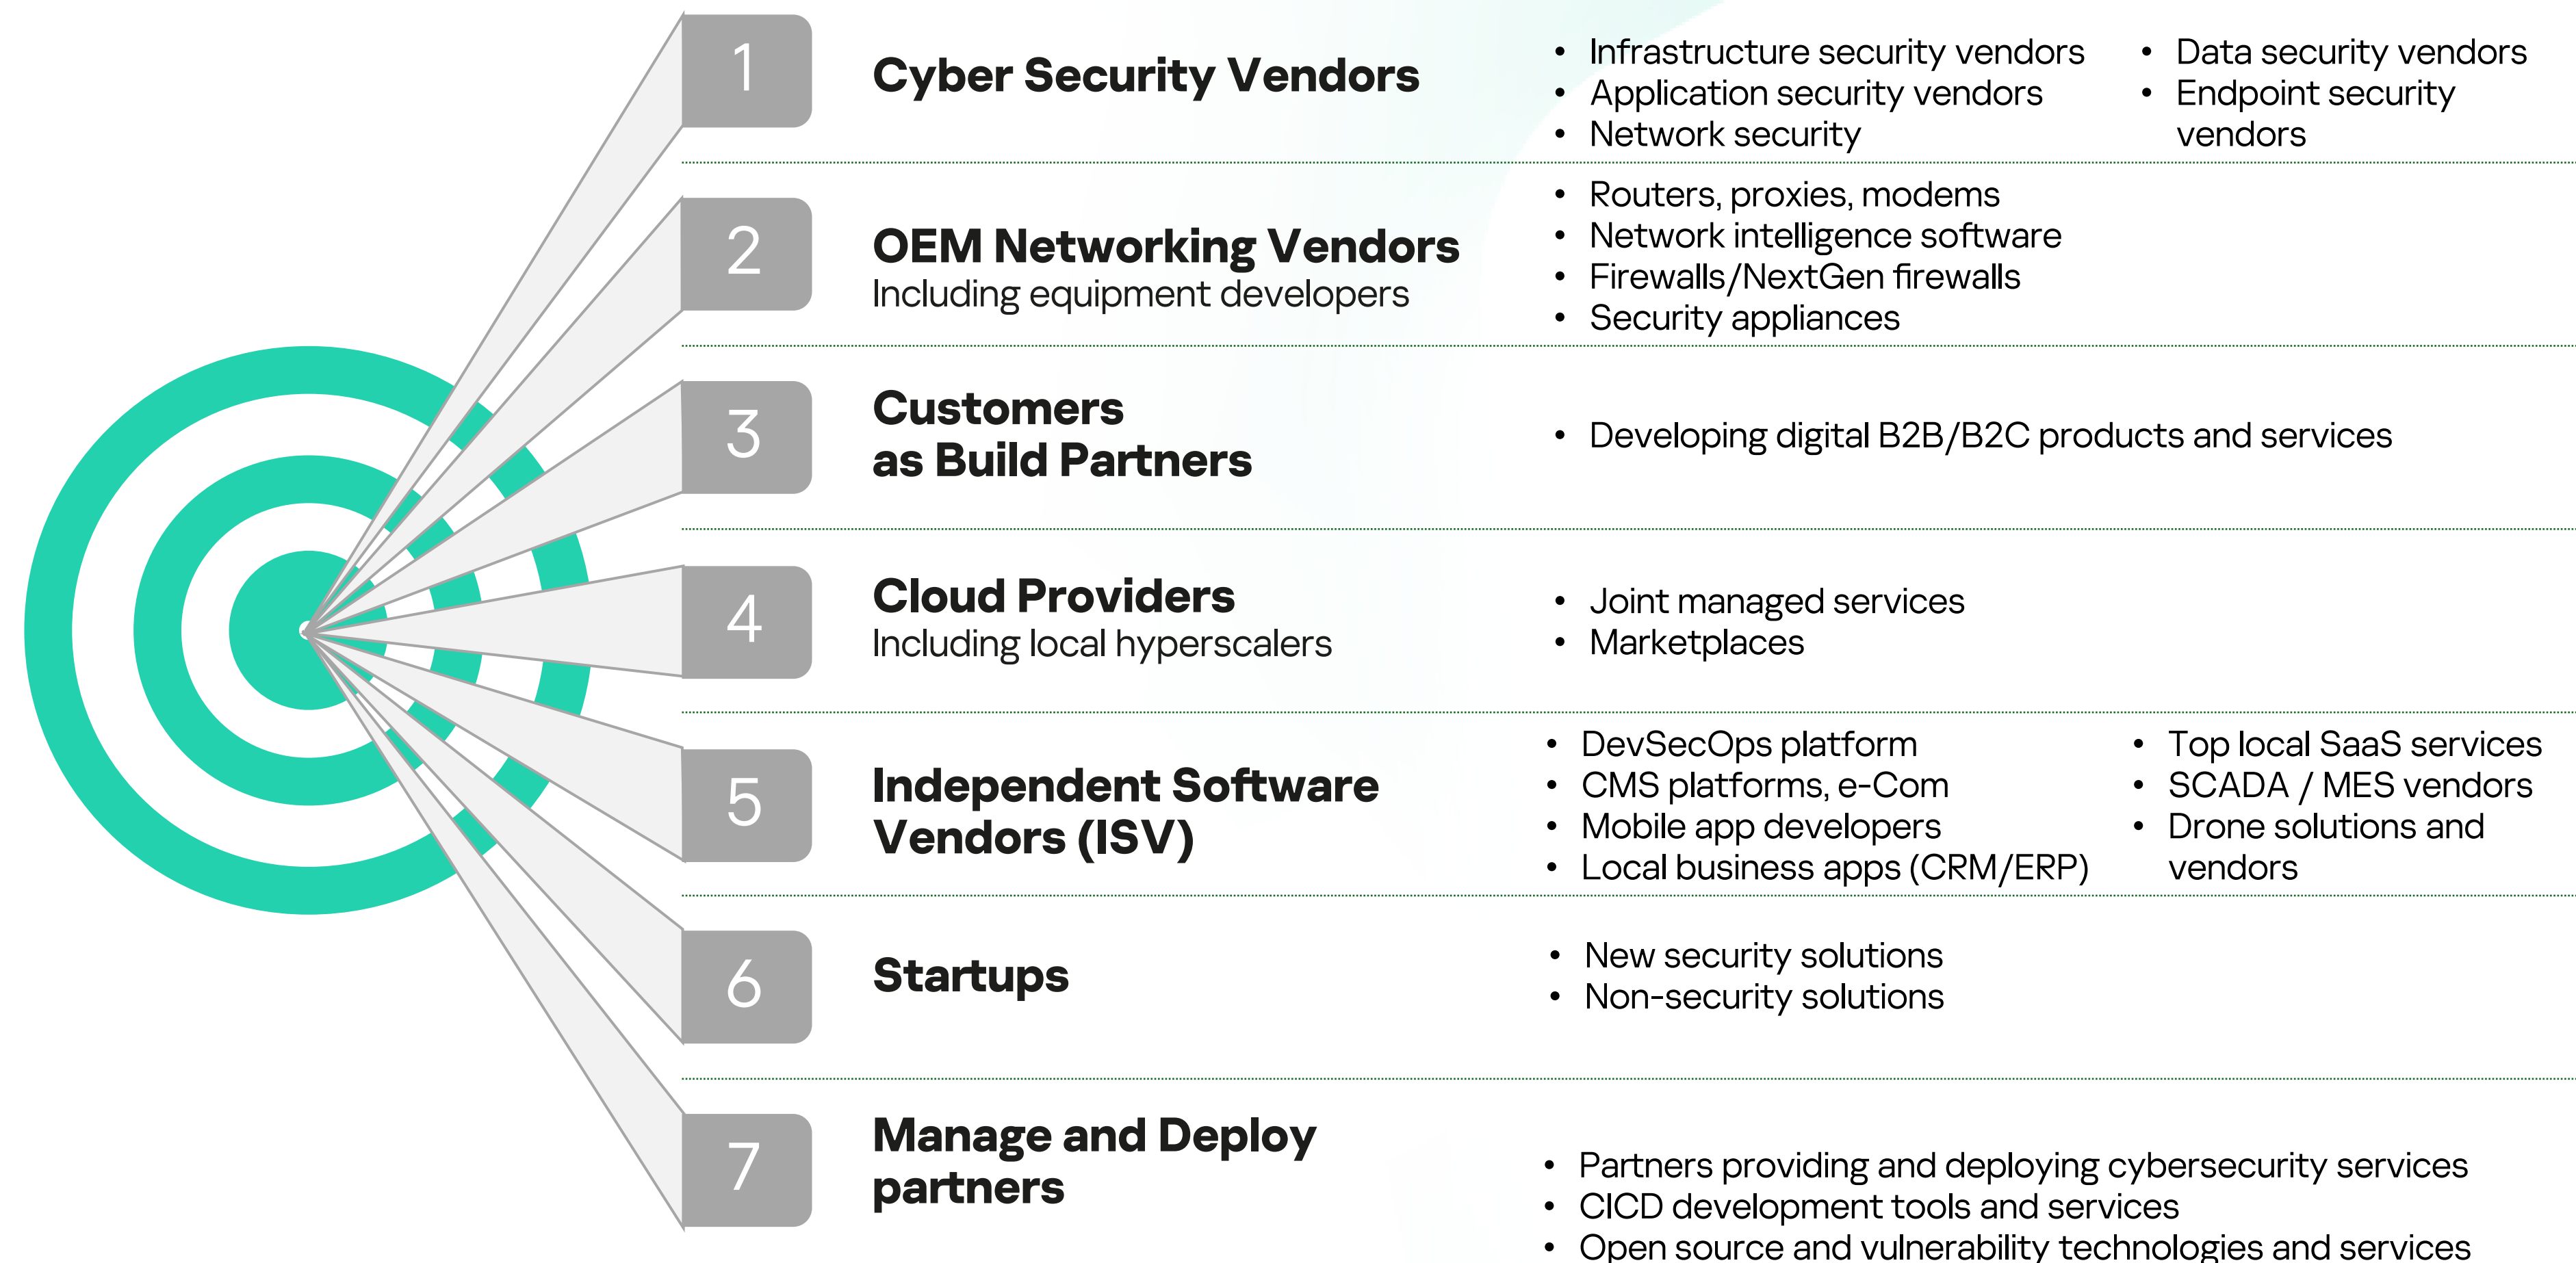 1
Cyber Security Vendors
• Infrastructure security vendors
• Application security vendors
• Network security
• Data security vendors
• Endpoint security
vendors
2
OEM Networking Vendors
Including equipment developers
• Routers, proxies, modems
• Network intelligence software
• Firewalls/NextGen firewalls
• Security appliances
3
Customers
as Build Partners
• Developing digital B2B/B2C products and services
4
Cloud Providers
Including local hyperscalers
• Joint managed services
• Marketplaces
5
Independent Software
Vendors (ISV)
• DevSecOps platform
• CMS platforms, e-Com
• Mobile app developers
• Local business apps (CRM/ERP)
• Top local SaaS services
• SCADA / MES vendors
• Drone solutions and
vendors
6
Startups
• New security solutions
• Non-security solutions
7
Manage and Deploy
partners
• Partners providing and deploying cybersecurity services
• CICD development tools and services
• Open source and vulnerability technologies and services